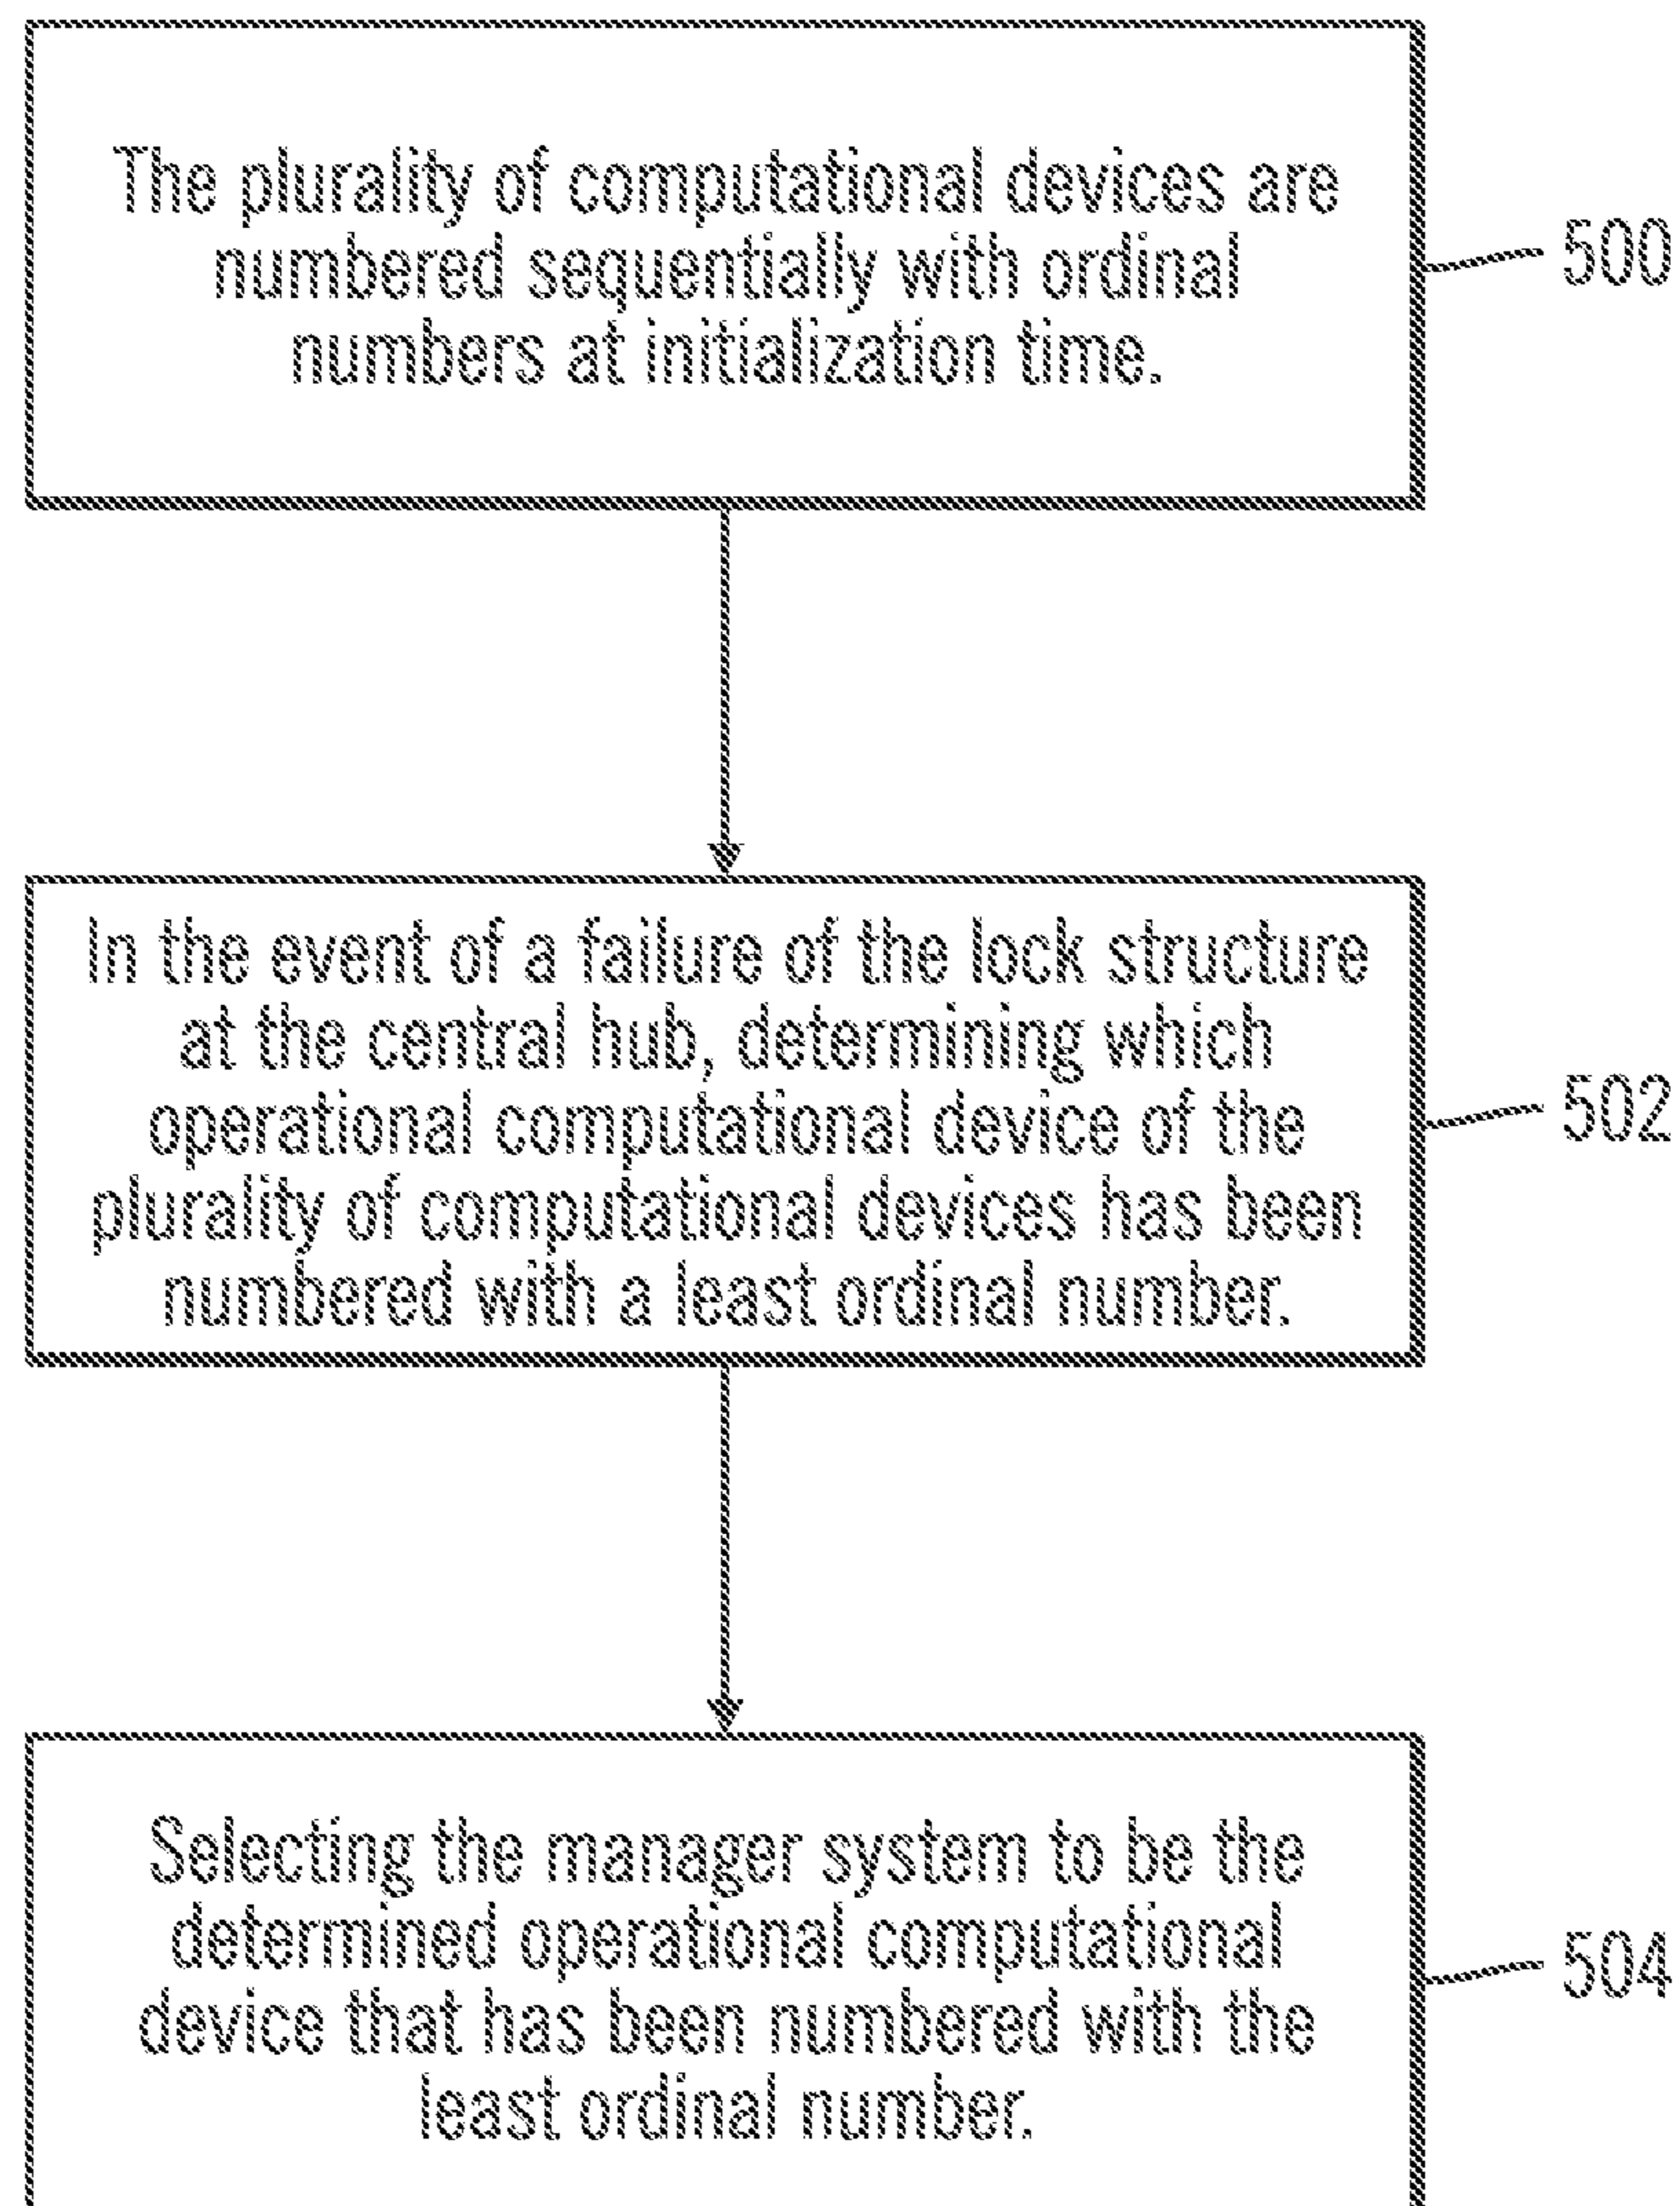 The plurality of computational devices are
numbered sequentially with ordinal
numbers at initialization time.
500
In the event of a failure of the lock structure
at the central hub, determining which
operational computational device of the
plurality of computational devices has been
numbered with a least ordinal number.
502
Selecting the manager system to be the
determined operational computational
device that has been numbered with the
least ordinal number.
504